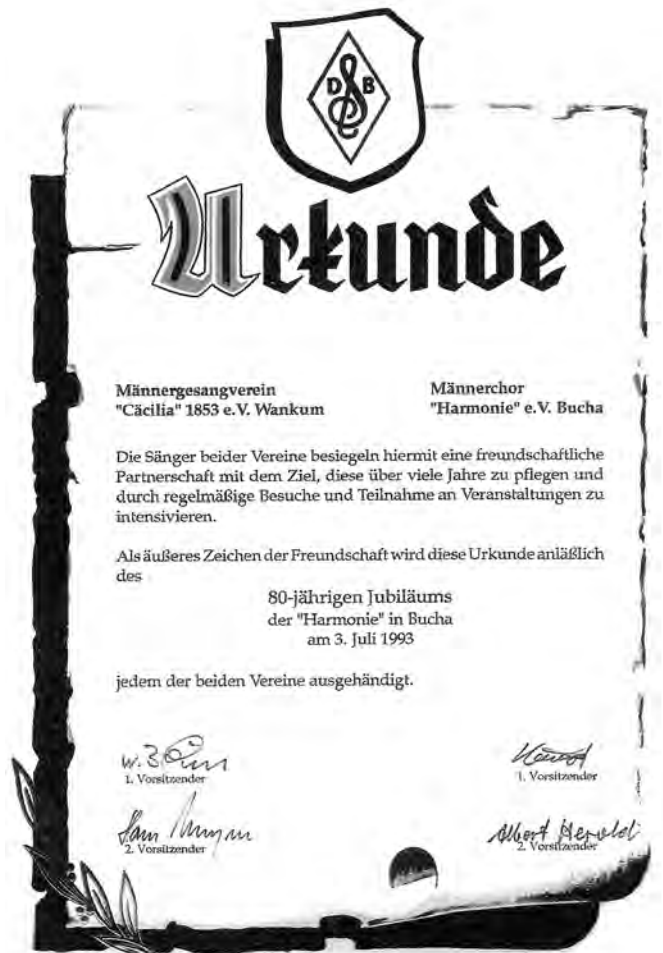 D S B
Urkunde
Männergesangverein
"Cäcilia" 1853 e.V. Wankum
Männerchor
"Harmonie" e.V. Bucha
Die Sänger beider Vereine besiegeln hiermit eine freundschaftliche
Partnerschaft mit dem Ziel, diese über viele Jahre zu pflegen und
durch regelmäßige Besuche und Teilnahme an Veranstaltungen zu
intensivieren.
Als äußeres Zeichen der Freundschaft wird diese Urkunde anläßlich
des
80-jährigen Jubiläums
der "Harmonie" in Bucha
am 3. Juli 1993
jedem der beiden Vereine ausgehändigt.
1. Vorsitzender
1. Vorsitzender
Albert Herold
2. Vorsitzender
2. Vorsitzender